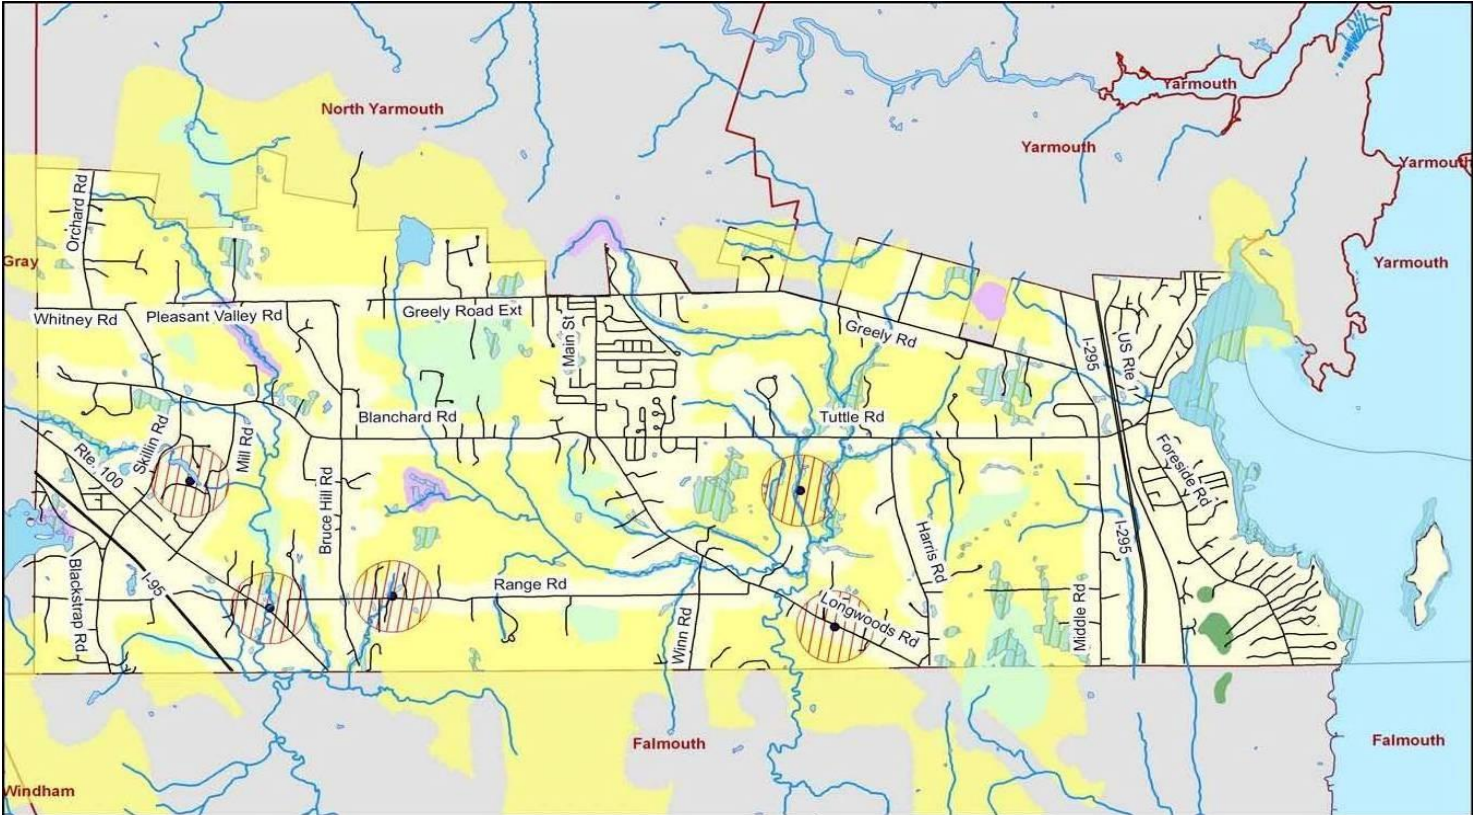 Yarmouth
North Yarmouth
Yarmouth
Yarmouth
Orchard Rd
Gray
Yarmouth
Whitney Rd
Pleasant Valley Rd
Greely Road Ext
Main St
Greely Rd
I-295
US Rte 1
Blanchard Rd
Tuttle Rd
Skillin Rd
Mill Rd
Rte. 100
Foreside Rd
Bruce Hill Rd
Harris Rd
I-295
Blackstrap Rd
I-95
Range Rd
Winn Rd
Longwoods Rd
Middle Rd
Falmouth
Falmouth
Windham